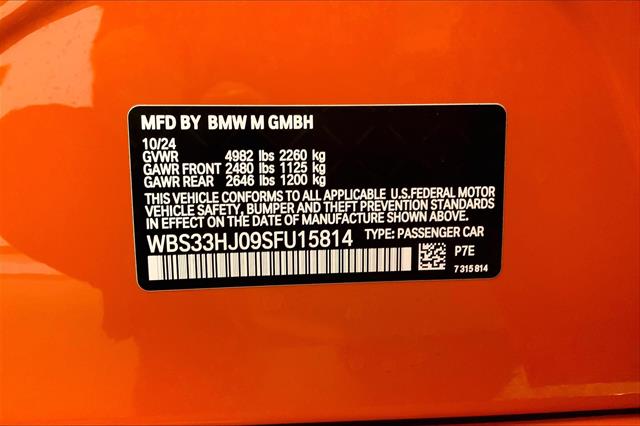 MFD BY BMW M GMBH
10/24
GVWR 4982 lbs 2260 kg
GAWR FRONT 2480 lbs 1125 kg
GAWR REAR 2646 lbs 1200 kg
THIS VEHICLE CONFORMS TO ALL APPLICABLE U.S.FEDERAL MOTOR
VEHICLE SAFETY, BUMPER AND THEFT PREVENTION STANDARDS
IN EFFECT ON THE DATE OF MANUFACTURE SHOWN ABOVE.
WBS33HJ09SFU15814 TYPE: PASSENGER CAR
P7E
7 315 814